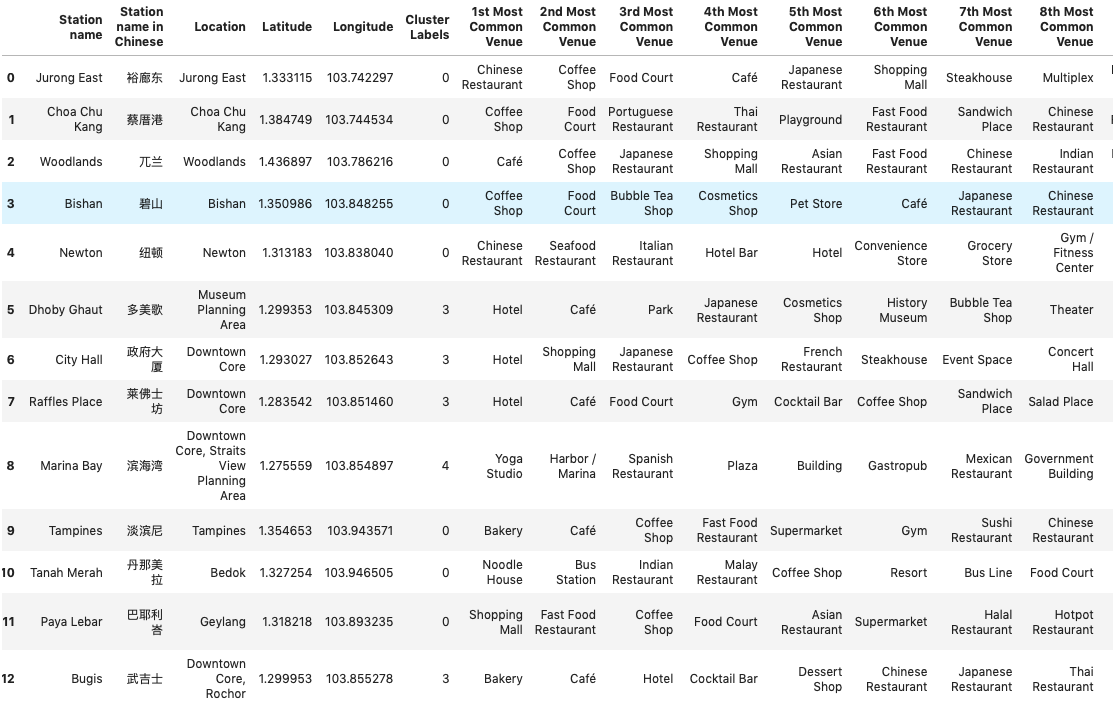 Station name Station name in Chinese Location Latitude Longitude Cluster Labels 1st Most Common Venue 2nd Most Common Venue 3rd Most Common Venue 4th Most Common Venue 5th Most Common Venue 6th Most Common Venue 7th Most Common Venue 8th Most Common Venue
0 Jurong East 裕廊东 Jurong East 1.333115 103.742297 0 Chinese Restaurant Coffee Shop Food Court Café Japanese Restaurant Shopping Mall Steakhouse Multiplex
1 Choa Chu Kang 蔡厝港 Choa Chu Kang 1.384749 103.744534 0 Coffee Shop Food Court Portuguese Restaurant Thai Restaurant Playground Fast Food Restaurant Sandwich Place Chinese Restaurant
2 Woodlands 兀兰 Woodlands 1.436897 103.786216 0 Café Coffee Shop Japanese Restaurant Shopping Mall Asian Restaurant Fast Food Restaurant Chinese Restaurant Indian Restaurant
3 Bishan 碧山 Bishan 1.350986 103.848255 0 Coffee Shop Food Court Bubble Tea Shop Cosmetics Shop Pet Store Café Japanese Restaurant Chinese Restaurant
4 Newton 纽顿 Newton 1.313183 103.838040 0 Chinese Restaurant Seafood Restaurant Italian Restaurant Hotel Bar Hotel Convenience Store Grocery Store Gym / Fitness Center
5 Dhoby Ghaut 多美歌 Museum Planning Area 1.299353 103.845309 3 Hotel Café Park Japanese Restaurant Cosmetics Shop History Museum Bubble Tea Shop Theater
6 City Hall 政府大厦 Downtown Core 1.293027 103.852643 3 Hotel Shopping Mall Japanese Restaurant Coffee Shop French Restaurant Steakhouse Event Space Concert Hall
7 Raffles Place 莱佛士坊 Downtown Core 1.283542 103.851460 3 Hotel Café Food Court Gym Cocktail Bar Coffee Shop Sandwich Place Salad Place
8 Marina Bay 滨海湾 Downtown Core, Straits View Planning Area 1.275559 103.854897 4 Yoga Studio Harbor / Marina Spanish Restaurant Plaza Building Gastropub Mexican Restaurant Government Building
9 Tampines 淡滨尼 Tampines 1.354653 103.943571 0 Bakery Café Coffee Shop Fast Food Restaurant Supermarket Gym Sushi Restaurant Chinese Restaurant
10 Tanah Merah 丹那美拉 Bedok 1.327254 103.946505 0 Noodle House Bus Station Indian Restaurant Malay Restaurant Coffee Shop Resort Bus Line Food Court
11 Paya Lebar 巴耶利峇 Geylang 1.318218 103.893235 0 Shopping Mall Fast Food Restaurant Coffee Shop Food Court Asian Restaurant Supermarket Halal Restaurant Hotpot Restaurant
12 Bugis 武吉士 Downtown Core, Rochor 1.299953 103.855278 3 Bakery Café Hotel Cocktail Bar Dessert Shop Chinese Restaurant Japanese Restaurant Thai Restaurant